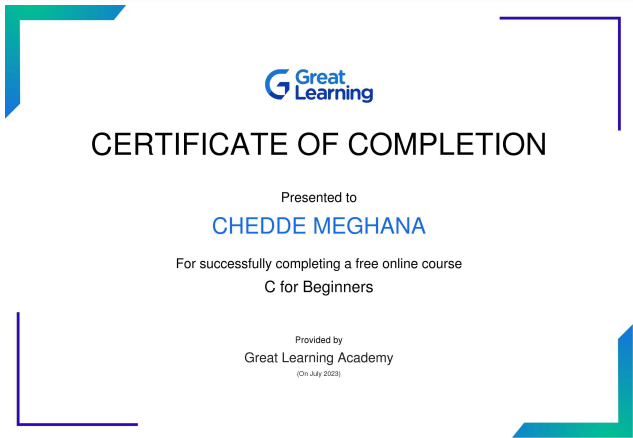 Great
Learning
CERTIFICATE OF COMPLETION
Presented to
CHEDDE MEGHANA
For successfully completing a free online course
C for Beginners
Provided by
Great Learning Academy
(On July 2023)